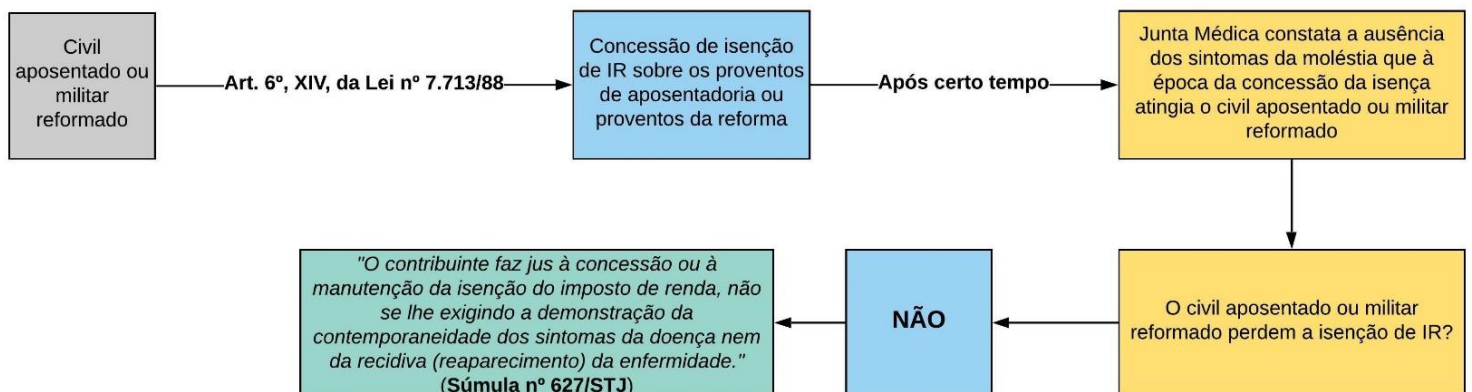 Civil
aposentado ou
militar
reformado
Art. 6º, XIV, da Lei nº 7.713/88
Concessão de isenção
de IR sobre os proventos
de aposentadoria ou
proventos da reforma
Após certo tempo
Junta Médica constata a ausência
dos sintomas da moléstia que à
época da concessão da isença
atingia o civil aposentado ou militar
reformado
O civil aposentado ou militar
reformado perdem a isenção de IR?
NÃO
"O contribuinte faz jus à concessão ou à
manutenção da isenção do imposto de renda, não
se lhe exigindo a demonstração da
contemporaneidade dos sintomas da doença nem
da recidiva (reaparecimento) da enfermidade."
(Súmula nº 627/STJ)